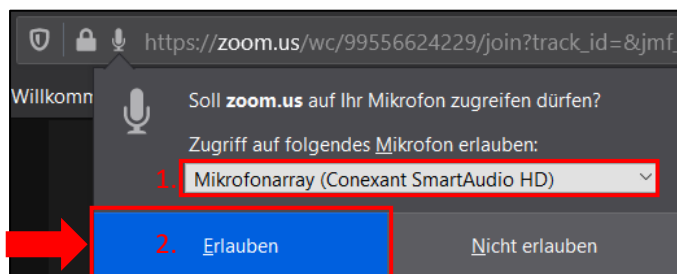 https://zoom.us/wc/99556624229/join?track_id=&jmf_
Willkomm
Soll zoom.us auf Ihr Mikrofon zugreifen dürfen?
Zugriff auf folgendes Mikrofon erlauben:
1. Mikrofonarray (Conexant SmartAudio HD)
2. Erlauben Nicht erlauben